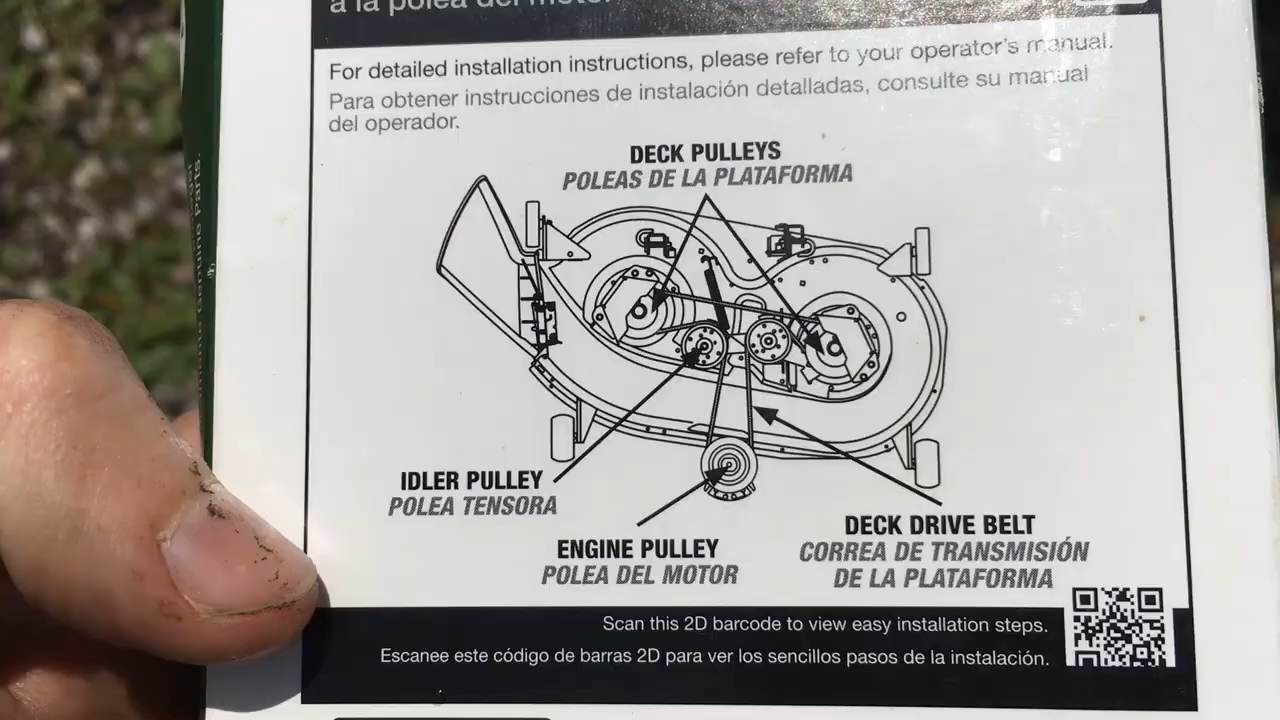 a la polea del motor.
For detailed installation instructions, please refer to your operator's manual.
Para obtener instrucciones de instalación detalladas, consulte su manual
del operador.
DECK PULLEYS
POLEAS DE LA PLATAFORMA
IDLER PULLEY
POLEA TENSORA
ENGINE PULLEY
POLEA DEL MOTOR
DECK DRIVE BELT
CORREA DE TRANSMISIÓN
DE LA PLATAFORMA
Scan this 2D barcode to view easy installation steps.
Escanee este código de barras 2D para ver los sencillos pasos de la instalación.
Genuine Parts.